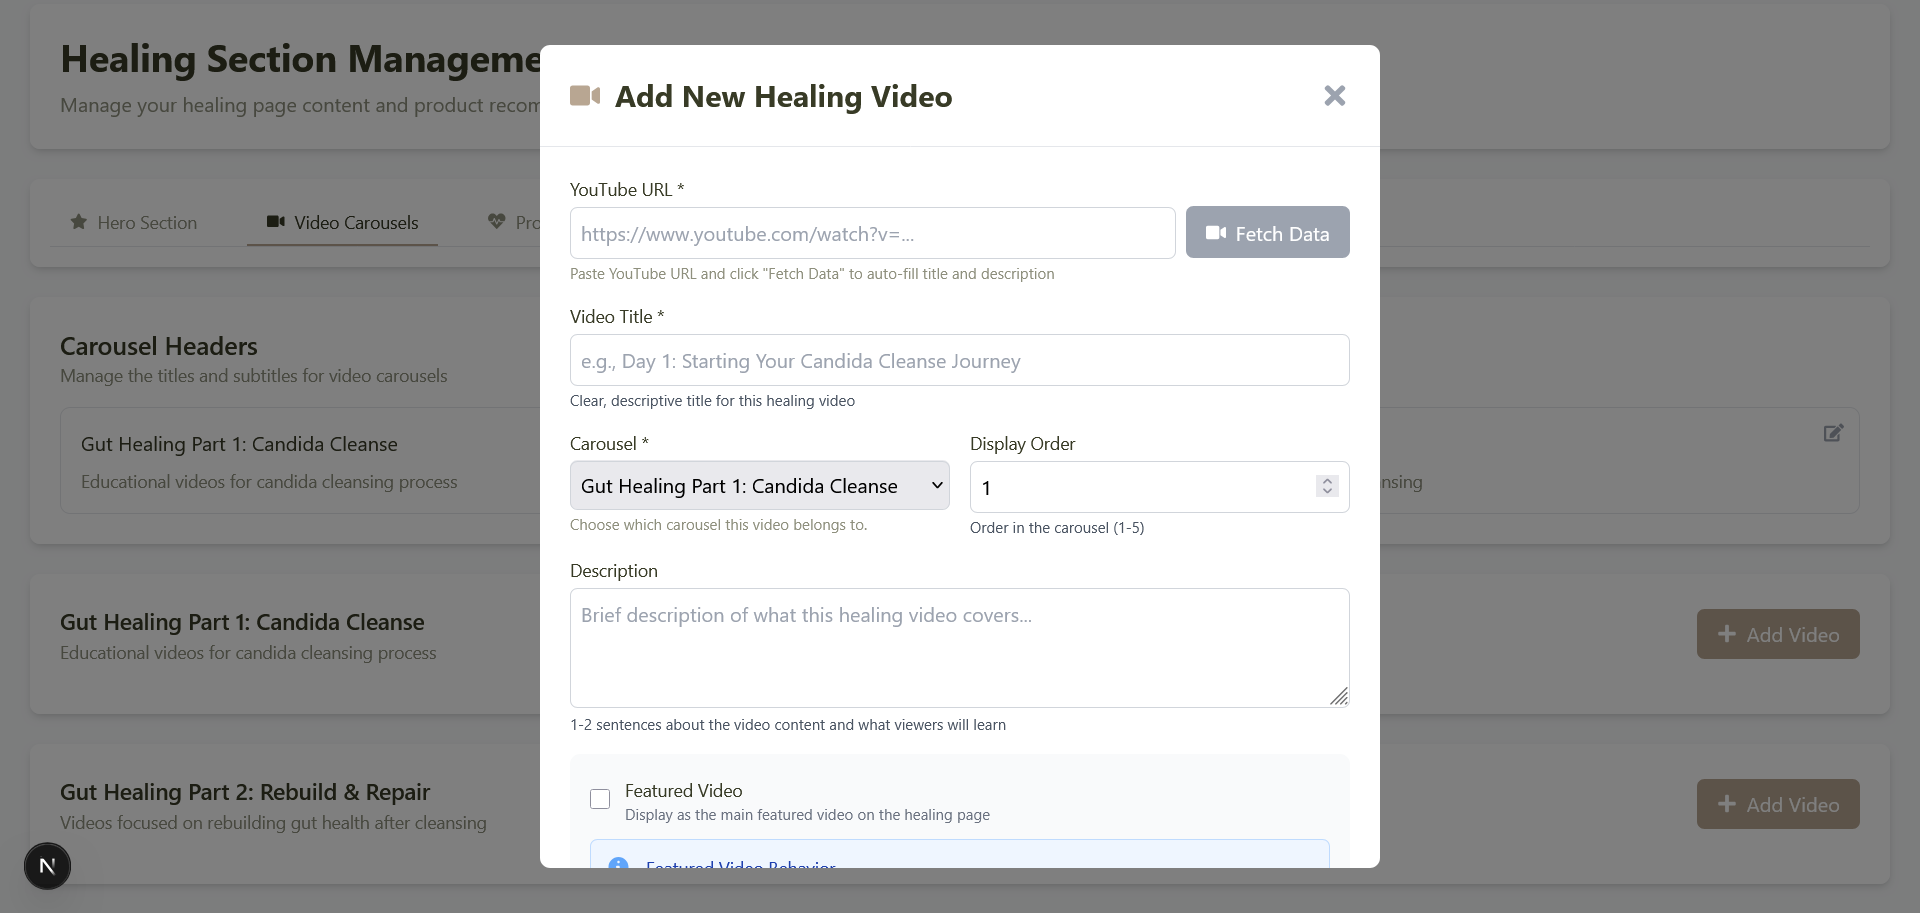 Healing Section Manageme
Manage your healing page content and product recom
Hero Section
Video Carousels
Pro
Carousel Headers
Manage the titles and subtitles for video carousels
Gut Healing Part 1: Candida Cleanse
Educational videos for candida cleansing process
nsing
Gut Healing Part 1: Candida Cleanse
Educational videos for candida cleansing process
Add Video
Gut Healing Part 2: Rebuild & Repair
Videos focused on rebuilding gut health after cleansing
Add Video
N
Add New Healing Video
YouTube URL *
https://www.youtube.com/watch?v=...
Fetch Data
Paste YouTube URL and click "Fetch Data" to auto-fill title and description
Video Title *
e.g., Day 1: Starting Your Candida Cleanse Journey
Clear, descriptive title for this healing video
Carousel *
Gut Healing Part 1: Candida Cleanse
Choose which carousel this video belongs to.
Display Order
1
Order in the carousel (1-5)
Description
Brief description of what this healing video covers...
1-2 sentences about the video content and what viewers will learn
Featured Video
Display as the main featured video on the healing page
Featured Video Behavior